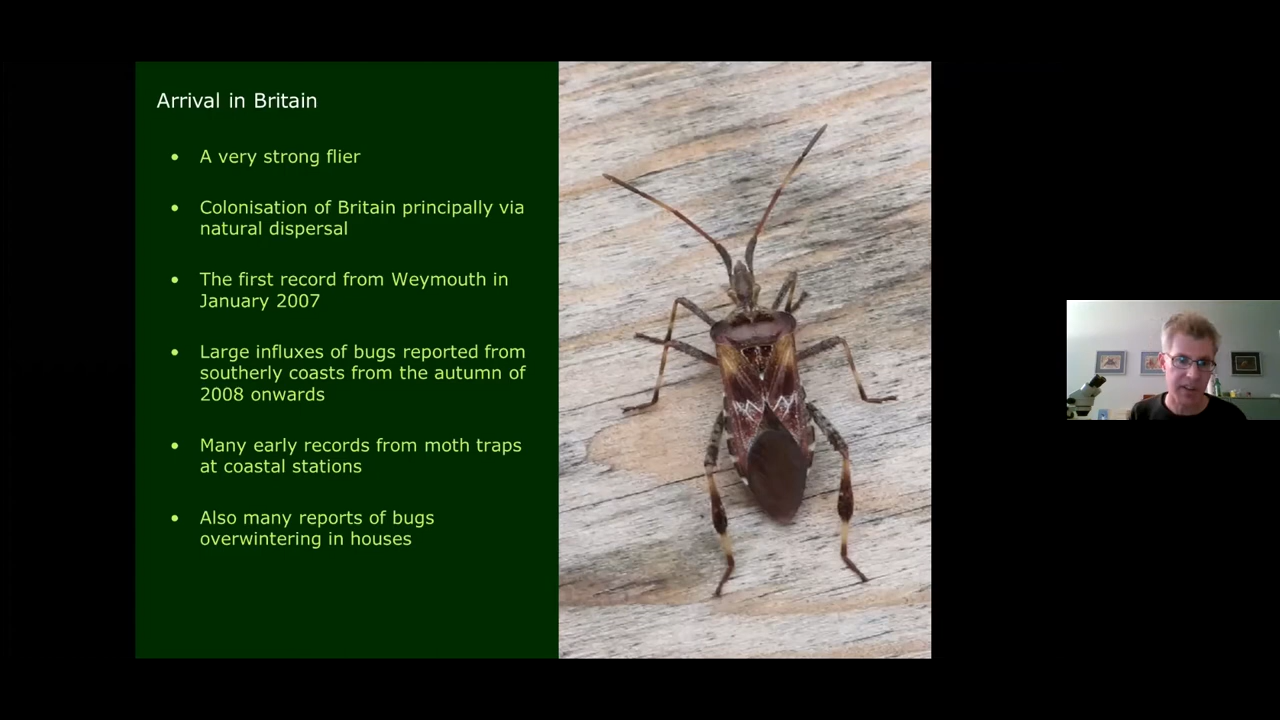 Arrival in Britain
• A very strong flier
• Colonisation of Britain principally via
natural dispersal
• The first record from Weymouth in
January 2007
• Large influxes of bugs reported from
southerly coasts from the autumn of
2008 onwards
• Many early records from moth traps
at coastal stations
• Also many reports of bugs
overwintering in houses